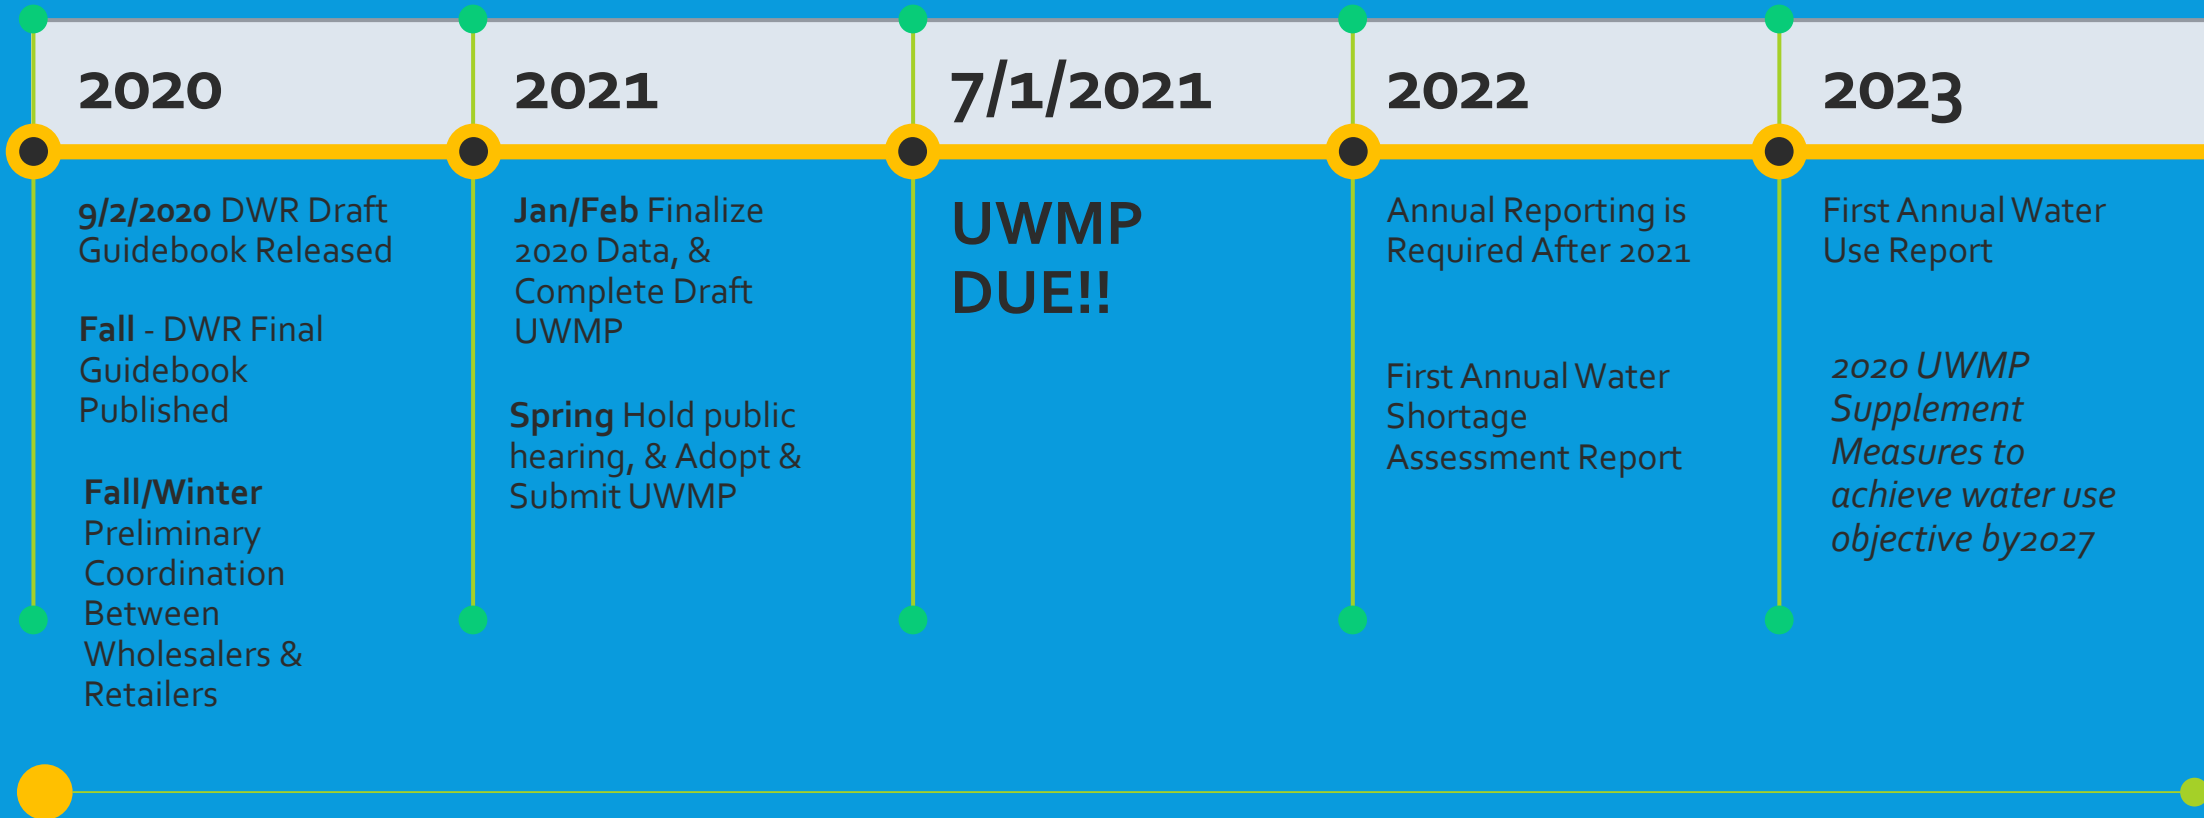 2020
9/2/2020 DWR Draft
Guidebook Released
Fall - DWR Final
Guidebook
Published
Fall/Winter
Preliminary
Coordination
Between
Wholesalers &
Retailers
2021
Jan/Feb Finalize
2020 Data, &
Complete Draft
UWMP
Spring Hold public
hearing, & Adopt &
Submit UWMP
7/1/2021
UWMP
DUE!!
2022
Annual Reporting is
Required After 2021
First Annual Water
Shortage
Assessment Report
2023
First Annual Water
Use Report
2020 UWMP
Supplement
Measures to
achieve water use
objective by2027